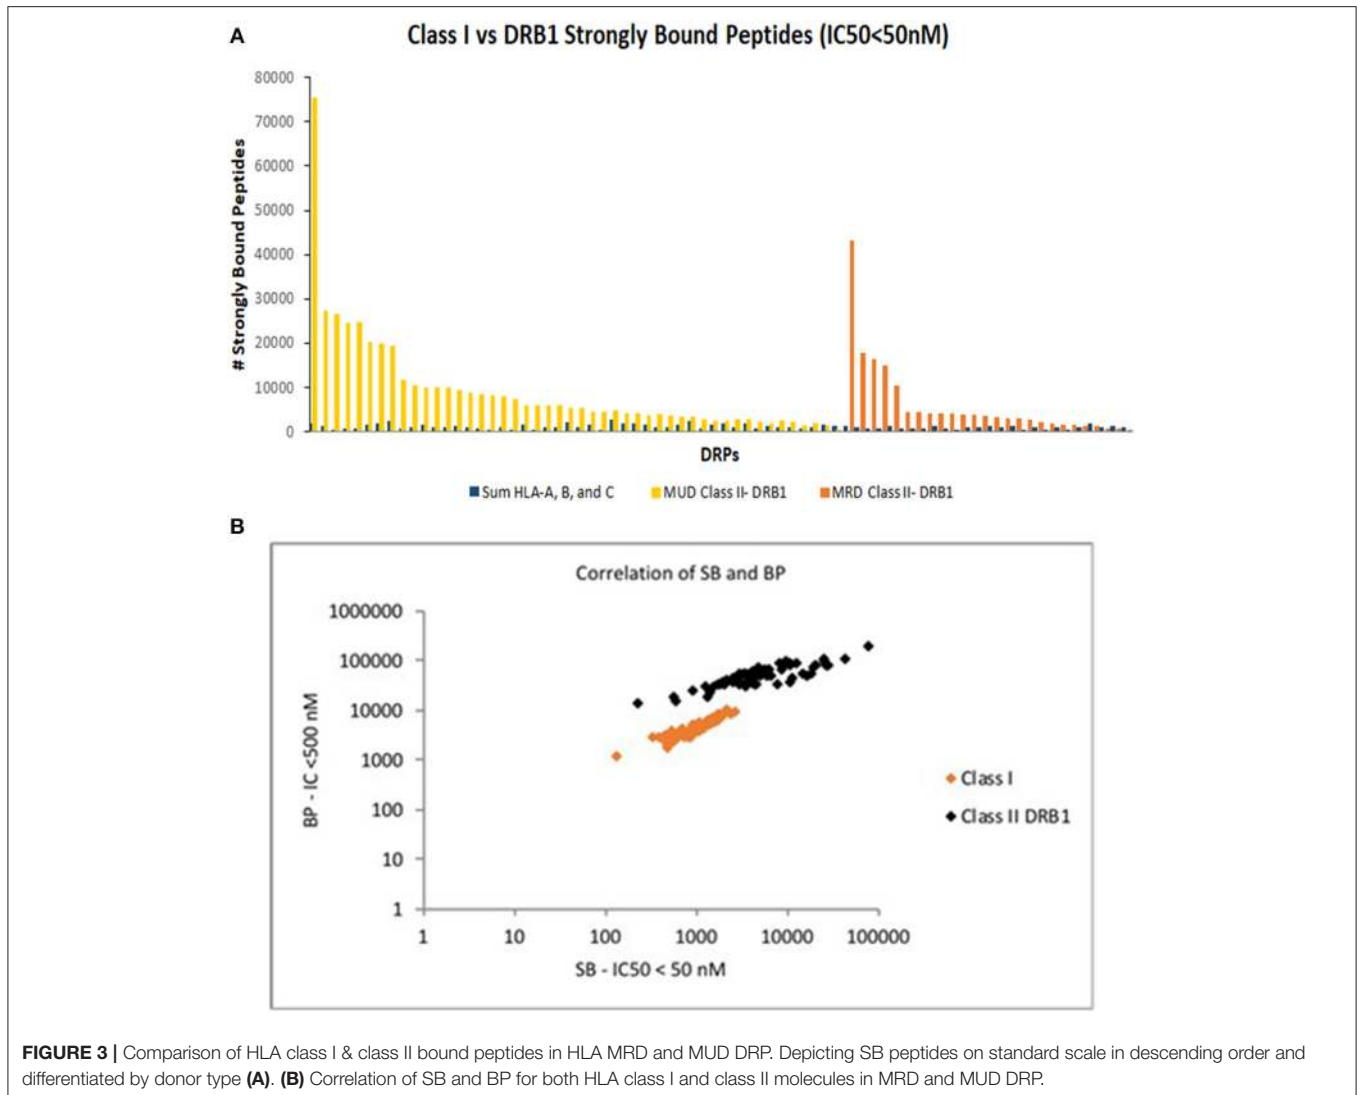 A
Class I vs DRB1 Strongly Bound Peptides (IC50<50nM)
# Strongly Bound Peptides
80000
70000
60000
50000
40000
30000
20000
10000
0
DRPs
Sum HLA-A, B, and C
MUD Class II- DRB1
MRD Class II- DRB1
B
Correlation of SB and BP
BP - IC <500 nM
1000000
100000
10000
1000
100
10
1
1 10 100 1000 10000 100000
SB - IC50 < 50 nM
Class I
Class II DRB1
FIGURE 3 | Comparison of HLA class I & class II bound peptides in HLA MRD and MUD DRP. Depicting SB peptides on standard scale in descending order and
differentiated by donor type (A). (B) Correlation of SB and BP for both HLA class I and class II molecules in MRD and MUD DRP.